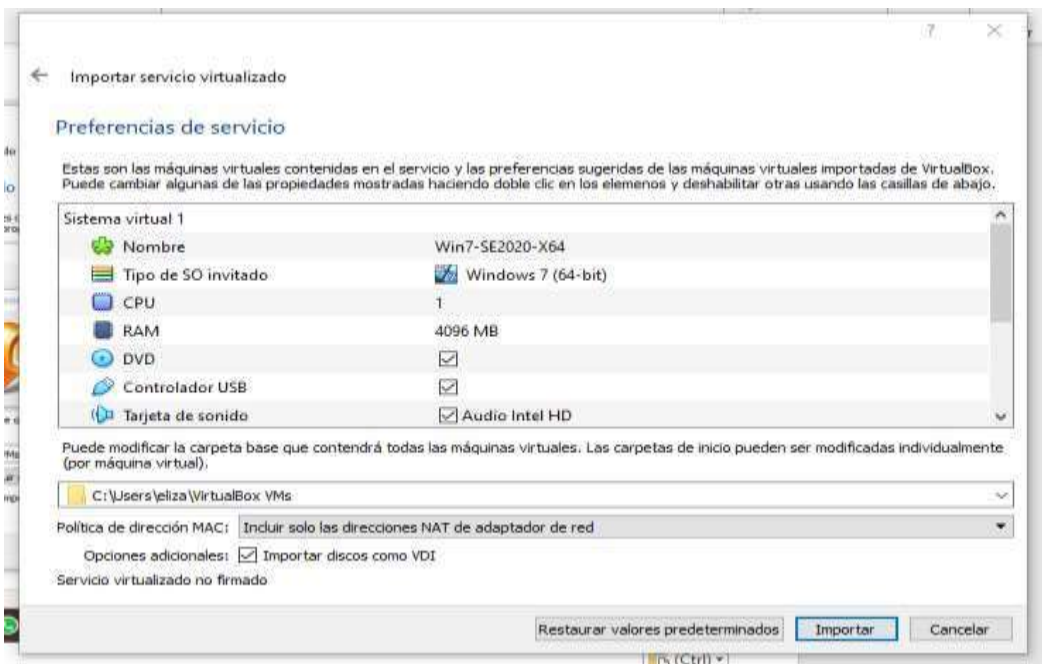 ?
Importar servicio virtualizado
Preferencias de servicio
Estas son las máquinas virtuales contenidas en el servicio y las preferencias sugeridas de las máquinas virtuales importadas de VirtualBox.
Puede cambiar algunas de las propiedades mostradas haciendo doble clic en los elemenos y deshabilitar otras usando las casillas de abajo.
Sistema virtual 1
Nombre Win7-SE2020-X64
Tipo de SO invitado Windows 7 (64-bit)
CPU 1
RAM 4096 MB
DVD
Controlador USB
Tarjeta de sonido Audio Intel HD
Puede modificar la carpeta base que contendrá todas las máquinas virtuales. Las carpetas de inicio pueden ser modificadas individualmente
(por máquina virtual).
C:\Users\eliza\VirtualBox VMs
Política de dirección MAC: Incluir solo las direcciones NAT de adaptador de red
Opciones adicionales: Importar discos como VDI
Servicio virtualizado no firmado
Restaurar valores predeterminados Importar Cancelar
(Ctrl)